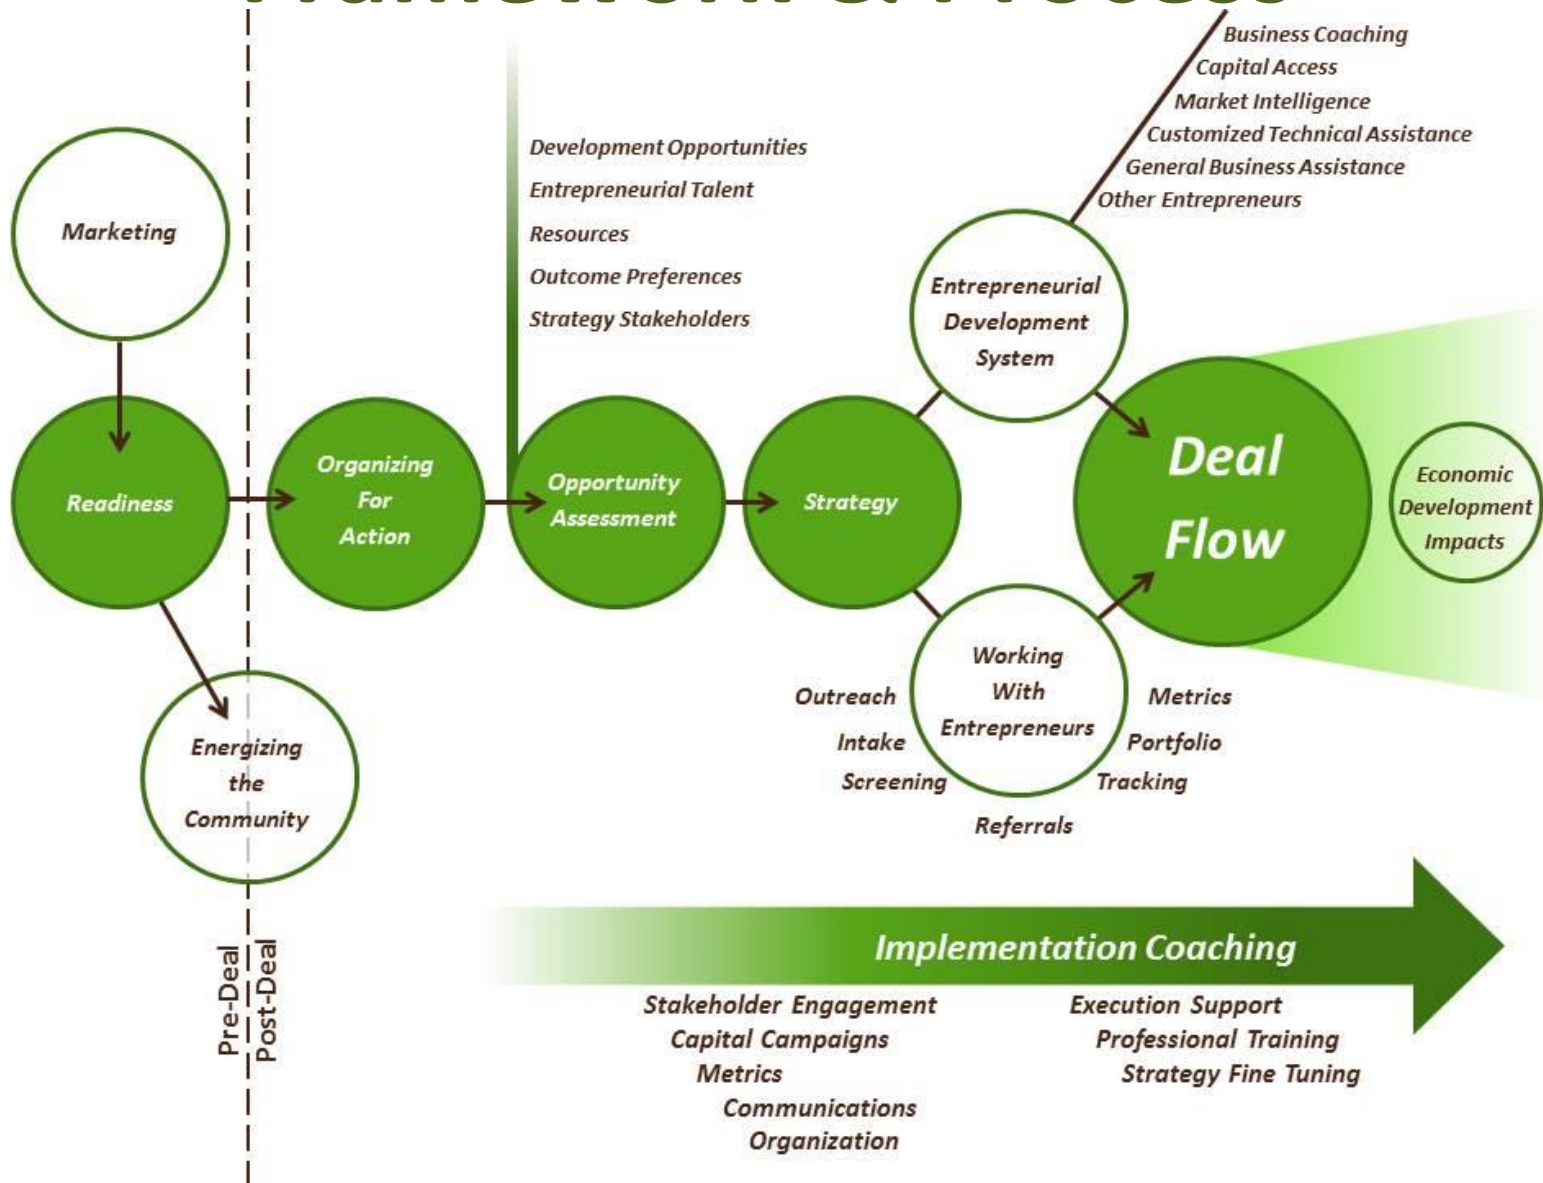 Framework & Process
Business Coaching
Capital Access
Market Intelligence
Customized Technical Assistance
General Business Assistance
Other Entrepreneurs
Development Opportunities
Entrepreneurial Talent
Resources
Outcome Preferences
Strategy Stakeholders
Marketing
Entrepreneurial
Development
System
Readiness
Organizing
For
Action
Opportunity
Assessment
Strategy
Deal
Flow
Economic
Development
Impacts
Working
With
Entrepreneurs
Outreach
Intake
Screening
Referrals
Metrics
Portfolio
Tracking
Energizing
the
Community
Pre-Deal
Post-Deal
Implementation Coaching
Stakeholder Engagement
Capital Campaigns
Metrics
Communications
Organization
Execution Support
Professional Training
Strategy Fine Tuning